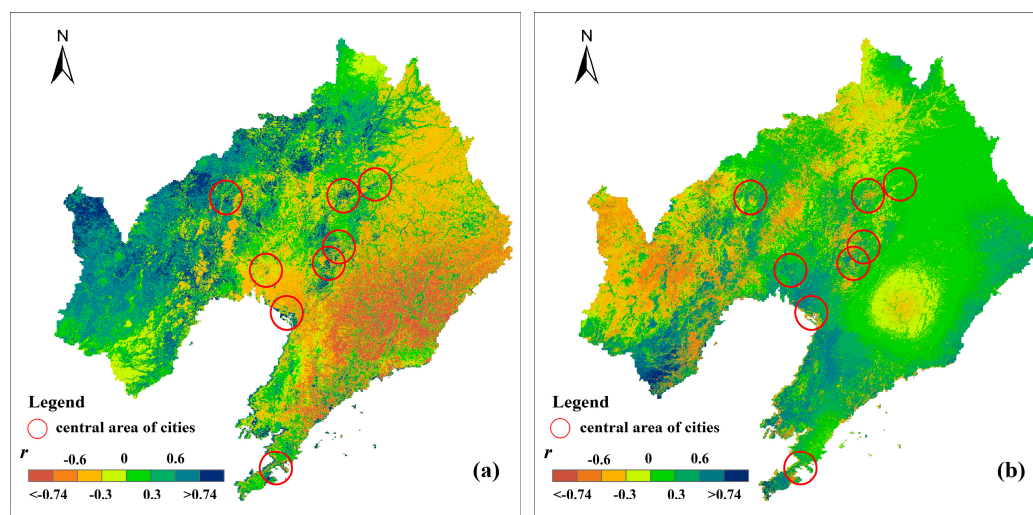 N
Legend
central area of cities
r
-0.6 0 0.6
<-0.74 -0.3 0.3 >0.74
(a)
N
Legend
central area of cities
r
-0.6 0 0.6
<-0.74 -0.3 0.3 >0.74
(b)